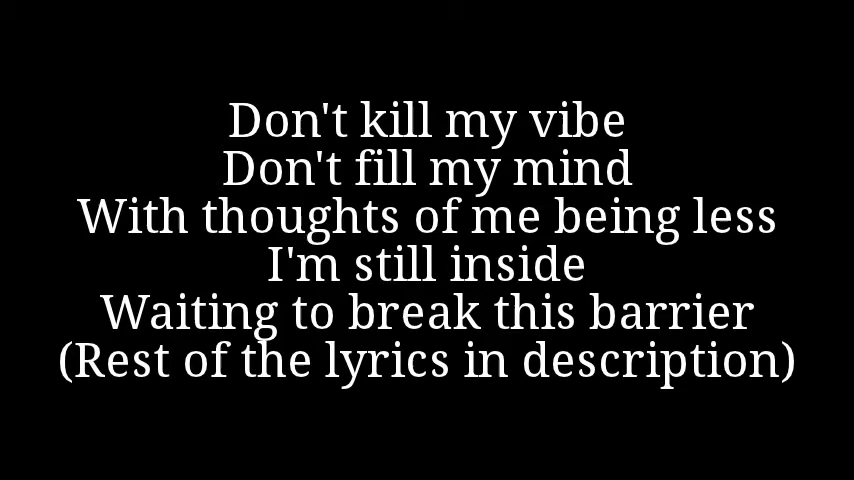 Don't kill my vibe
Don't fill my mind
With thoughts of me being less
I'm still inside
Waiting to break this barrier
(Rest of the lyrics in description)